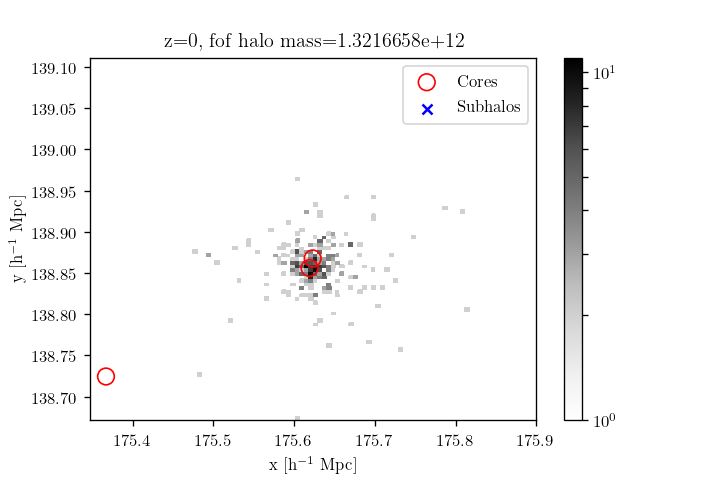 z=0, fof halo mass=1.3216658e+12
Cores
Subhalos
139.10
139.05
139.00
138.95
138.90
138.85
138.80
138.75
138.70
y [h⁻¹ Mpc]
175.4 175.5 175.6 175.7 175.8 175.9
x [h⁻¹ Mpc]
10¹
10⁰